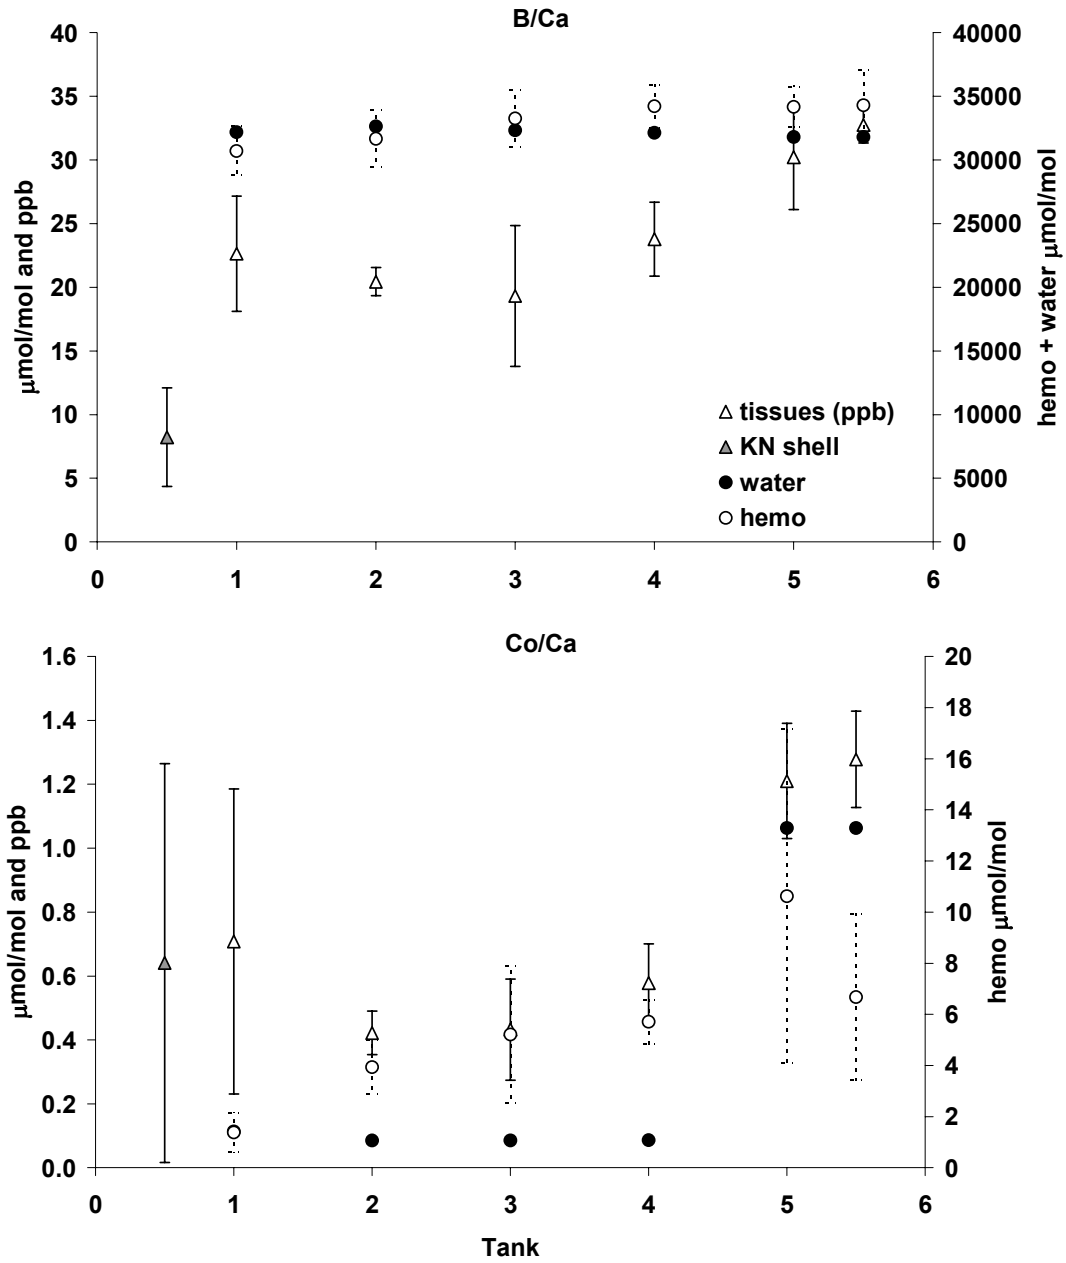 B/Ca
40 40000
35 35000
30 30000
25 25000
20 20000
15 15000
10 10000
5 5000
0 0
μmol/mol and ppb
hemo + water μmol/mol
tissues (ppb)
KN shell
water
hemo
0 1 2 3 4 5 6
Co/Ca
1.6 20
1.4 18
1.2 16
1.0 14
0.8 12
0.6 10
0.4 8
0.2 6
0.0 4
2
0
μmol/mol and ppb
hemo μmol/mol
0 1 2 3 4 5 6
Tank